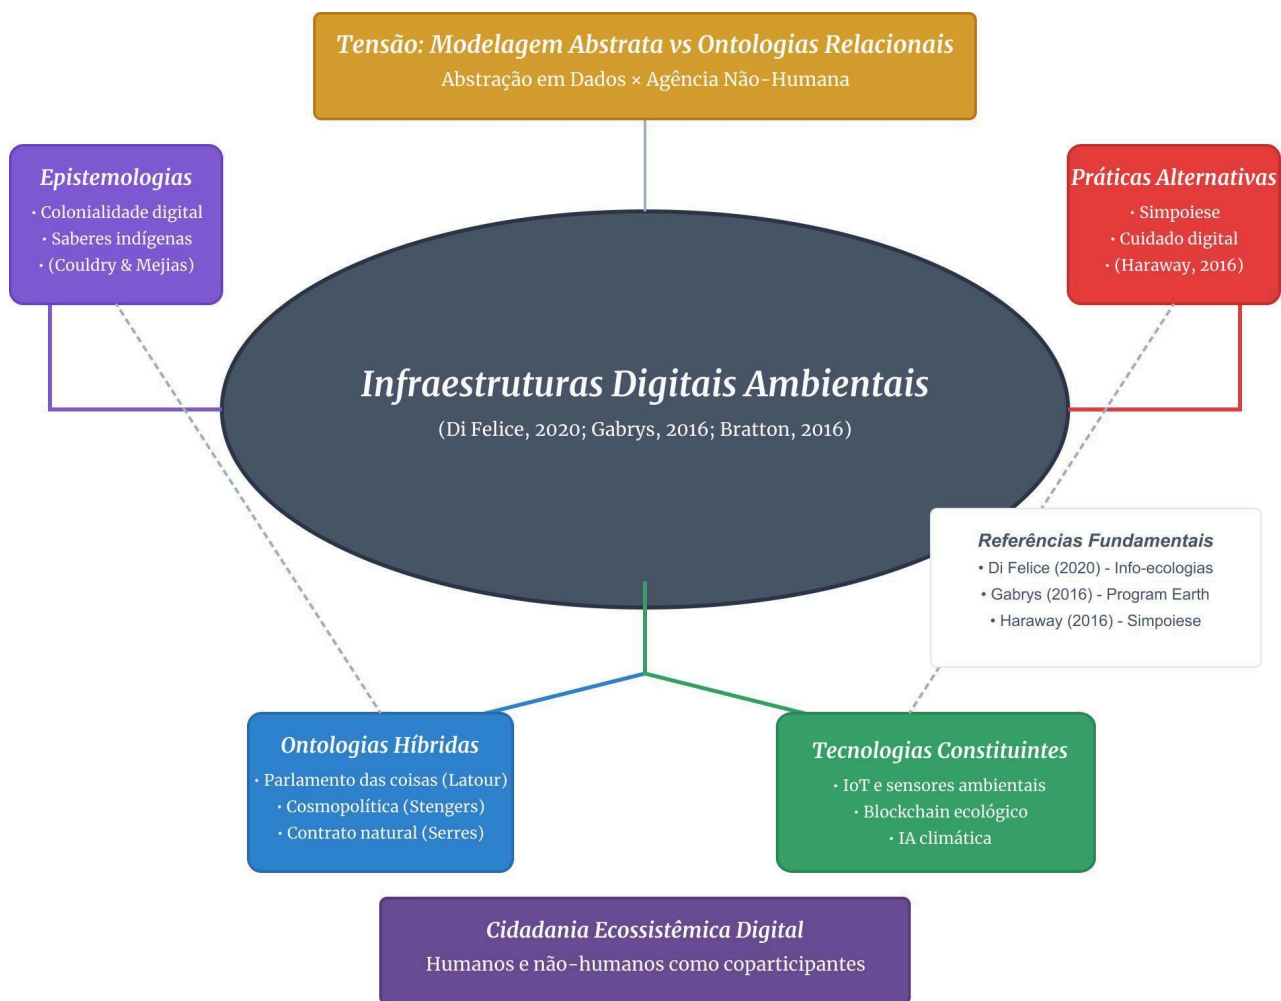 Tensão: Modelagem Abstrata vs Ontologias Relacionais
Abstração em Dados × Agência Não-Humana
Epistemologias
· Colonialidade digital
· Saberes indígenas
· (Couldry & Mejias)
Práticas Alternativas
· Simpoiese
· Cuidado digital
· (Haraway, 2016)
Infraestruturas Digitais Ambientais
(Di Felice, 2020; Gabrys, 2016; Bratton, 2016)
Referências Fundamentais
• Di Felice (2020) - Info-ecologias
• Gabrys (2016) - Program Earth
• Haraway (2016) - Simpoiese
Ontologias Híbridas
· Parlamento das coisas (Latour)
· Cosmopolítica (Stengers)
· Contrato natural (Serres)
Tecnologias Constituintes
· IoT e sensores ambientais
· Blockchain ecológico
· IA climática
Cidadania Ecossistêmica Digital
Humanos e não-humanos como coparticipantes